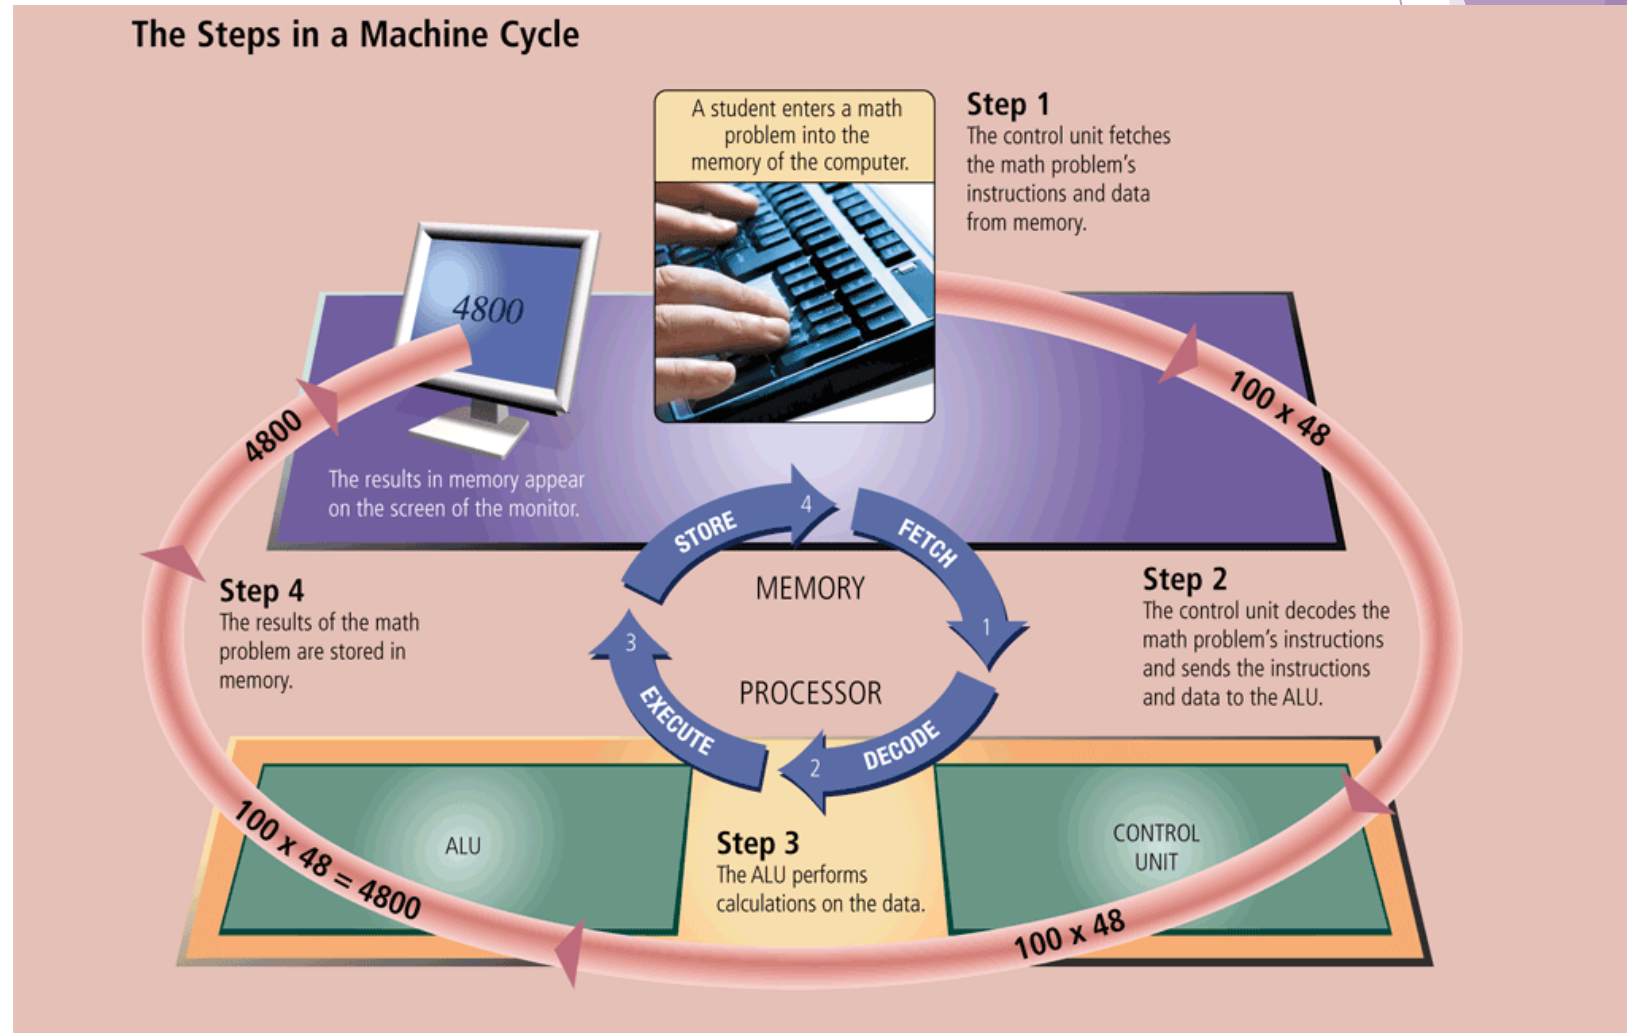 The Steps in a Machine Cycle
A student enters a math
problem into the
memory of the computer.
Step 1
The control unit fetches
the math problem's
instructions and data
from memory.
4800
100 x 48
4800
The results in memory appear
on the screen of the monitor.
STORE 4
FETCH
1
MEMORY
Step 2
The control unit decodes the
math problem's instructions
and sends the instructions
and data to the ALU.
Step 4
The results of the math
problem are stored in
memory.
3
EXECUTE
PROCESSOR
DECODE
2
ALU
CONTROL
UNIT
Step 3
The ALU performs
calculations on the data.
100 x 48 = 4800
100 x 48